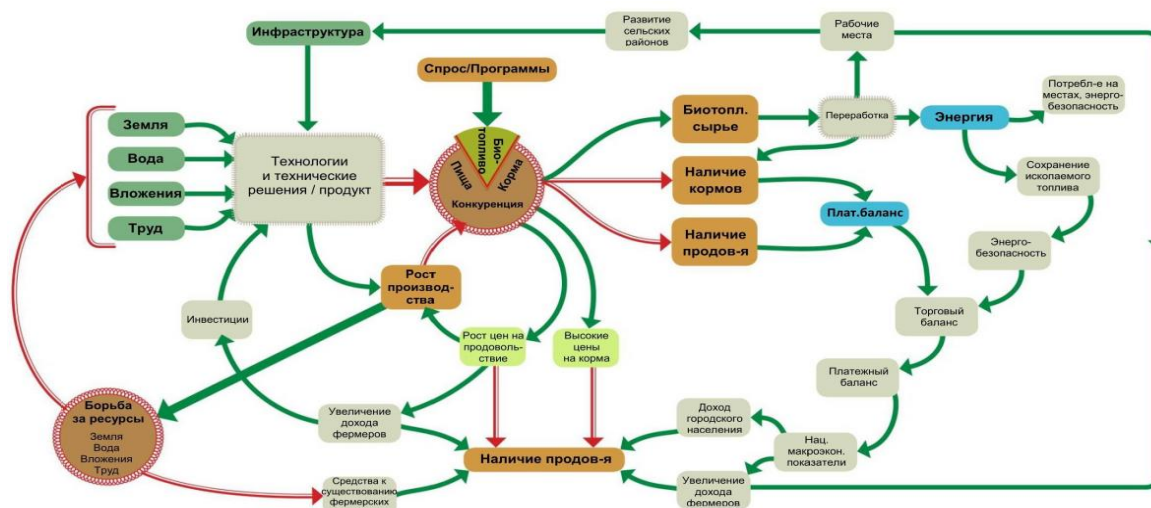 Инфраструктура
Развитие
сельских
районов
Рабочие
места
Спрос/Программы
Потребл-е на
местах, энерго-
безопасность
Земля
Вода
Вложения
Труд
Технологии
и технические
решения / продукт
Био-
топливо
Пища
Корма
Конкуренция
Биотопл.
сырье
Переработка
Энергия
Наличие
кормов
Наличие
продов-я
Плат.баланс
Сохранение
ископаемого
топлива
Энерго-
безопасность
Торговый
баланс
Платежный
баланс
Рост
производ-
ства
Инвестиции
Рост цен на
продоволь-
ствие
Высокие
цены
на корма
Борьба
за ресурсы
Земля
Вода
Вложения
Труд
Увеличение
дохода
фермеров
Доход
городского
населения
Нац.
макроэкон.
показатели
Наличие продов-я
Средства к
существованию
фермерских
Увеличение
дохода
фермеров